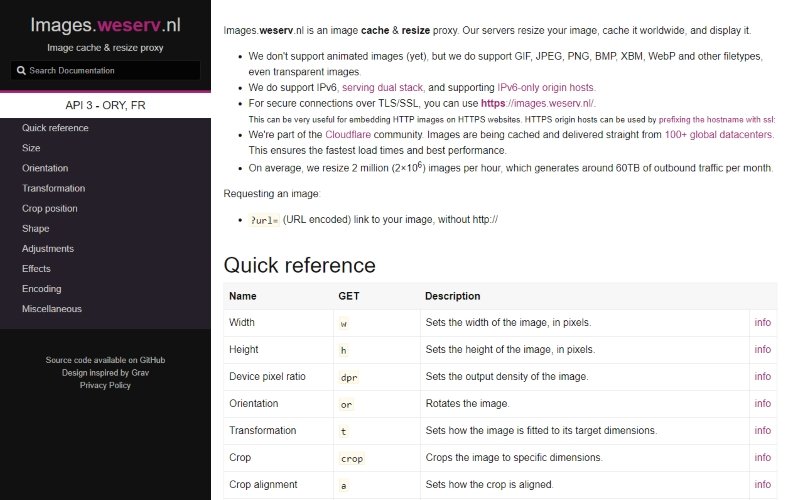 Images.weserv.nl
Image cache & resize proxy
Search Documentation
API 3 - ORY, FR
Quick reference
Size
Orientation
Transformation
Crop position
Shape
Adjustments
Effects
Encoding
Miscellaneous
Source code available on GitHub
Design inspired by Grav
Privacy Policy
Images.weserv.nl is an image cache & resize proxy. Our servers resize your image, cache it worldwide, and display it.
We don't support animated images (yet), but we do support GIF, JPEG, PNG, BMP, XBM, WebP and other filetypes,
even transparent images.
We do support IPv6, serving dual stack, and supporting IPv6-only origin hosts.
For secure connections over TLS/SSL, you can use https://images.weserv.nl/.
This can be very useful for embedding HTTP images on HTTPS websites. HTTPS origin hosts can be used by prefixing the hostname with ssl:
We're part of the Cloudflare community. Images are being cached and delivered straight from 100+ global datacenters.
This ensures the fastest load times and best performance.
On average, we resize 2 million (2×10⁶) images per hour, which generates around 60TB of outbound traffic per month.
Requesting an image:
?url= (URL encoded) link to your image, without http://
Quick reference
Name GET Description
Width w Sets the width of the image, in pixels. info
Height h Sets the height of the image, in pixels. info
Device pixel ratio dpr Sets the output density of the image. info
Orientation or Rotates the image. info
Transformation t Sets how the image is fitted to its target dimensions. info
Crop crop Crops the image to specific dimensions. info
Crop alignment a Sets how the crop is aligned. info